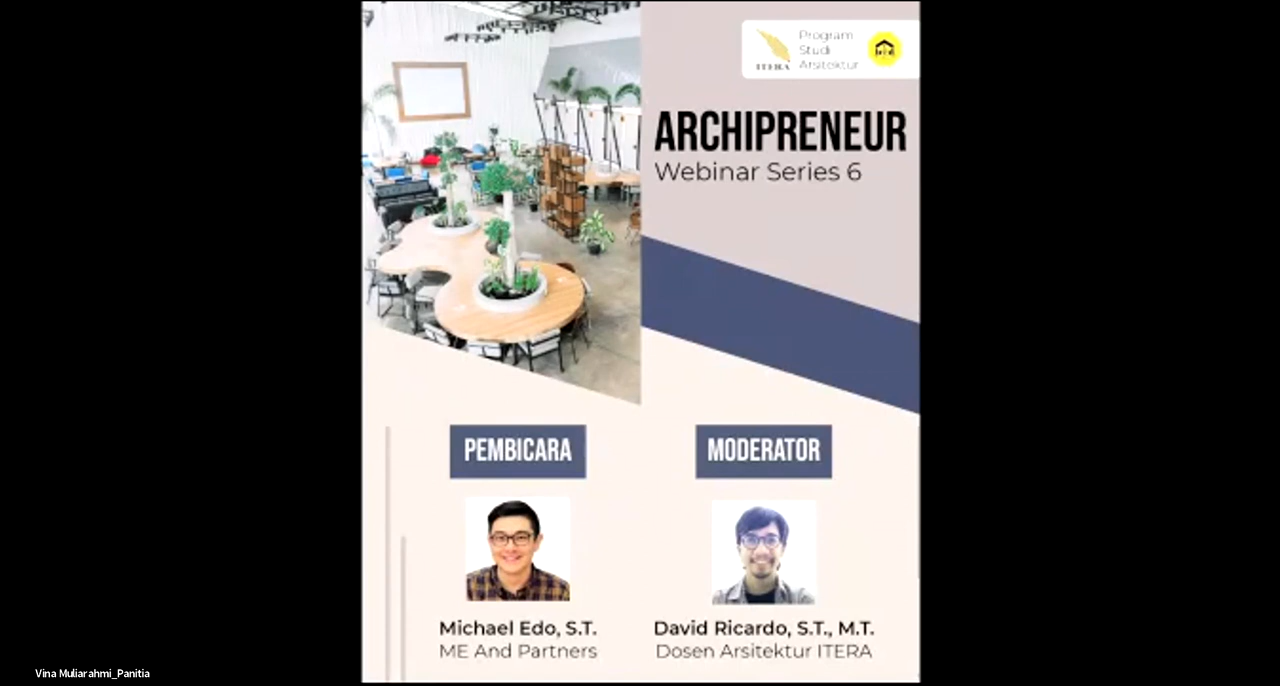 ITERA
Program
Studi
Arsitektur
ARCHIPRENEUR
Webinar Series 6
PEMBICARA
MODERATOR
Michael Edo, S.T.
ME And Partners
David Ricardo, S.T., M.T.
Dosen Arsitektur ITERA
Vina Muliarahmi_Panitia